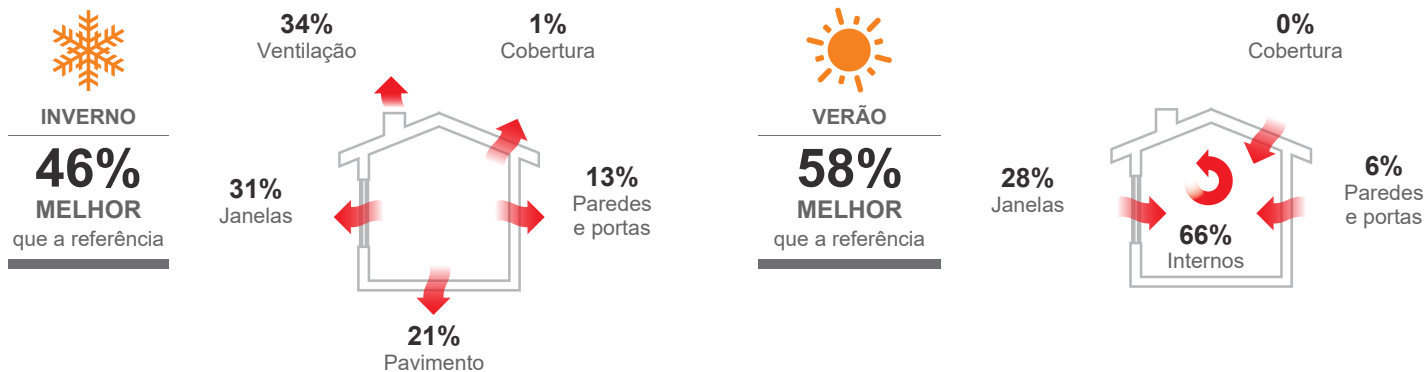 INVERNO
46%
MELHOR
que a referência
34%
Ventilação
1%
Cobertura
31%
Janelas
13%
Paredes
e portas
21%
Pavimento
VERÃO
58%
MELHOR
que a referência
0%
Cobertura
28%
Janelas
6%
Paredes
e portas
66%
Internos